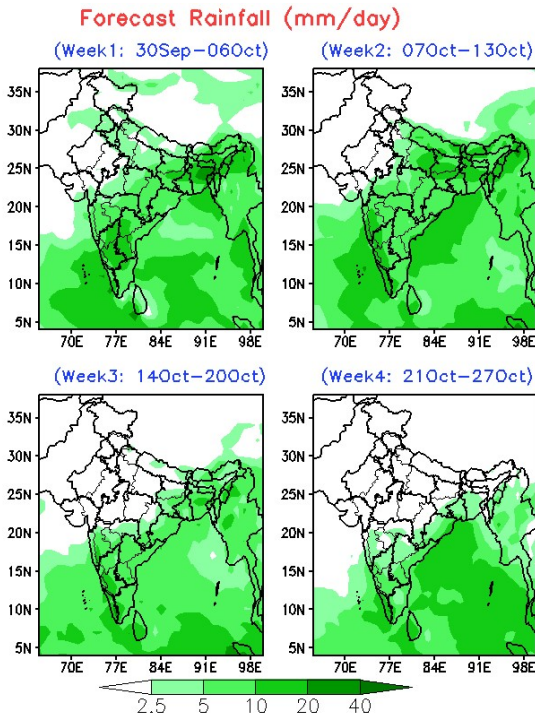 Forecast Rainfall (mm/day)
(Week1: 30Sep-06Oct) (Week2: 07Oct-13Oct)
35N 35N
30N 30N
25N 25N
20N 20N
15N 15N
10N 10N
5N 5N
70E 77E 84E 91E 98E 70E 77E 84E 91E 98E
(Week3: 14Oct-20Oct) (Week4: 21Oct-27Oct)
35N 35N
30N 30N
25N 25N
20N 20N
15N 15N
10N 10N
5N 5N
70E 77E 84E 91E 98E 70E 77E 84E 91E 98E
2.5 5 10 20 40